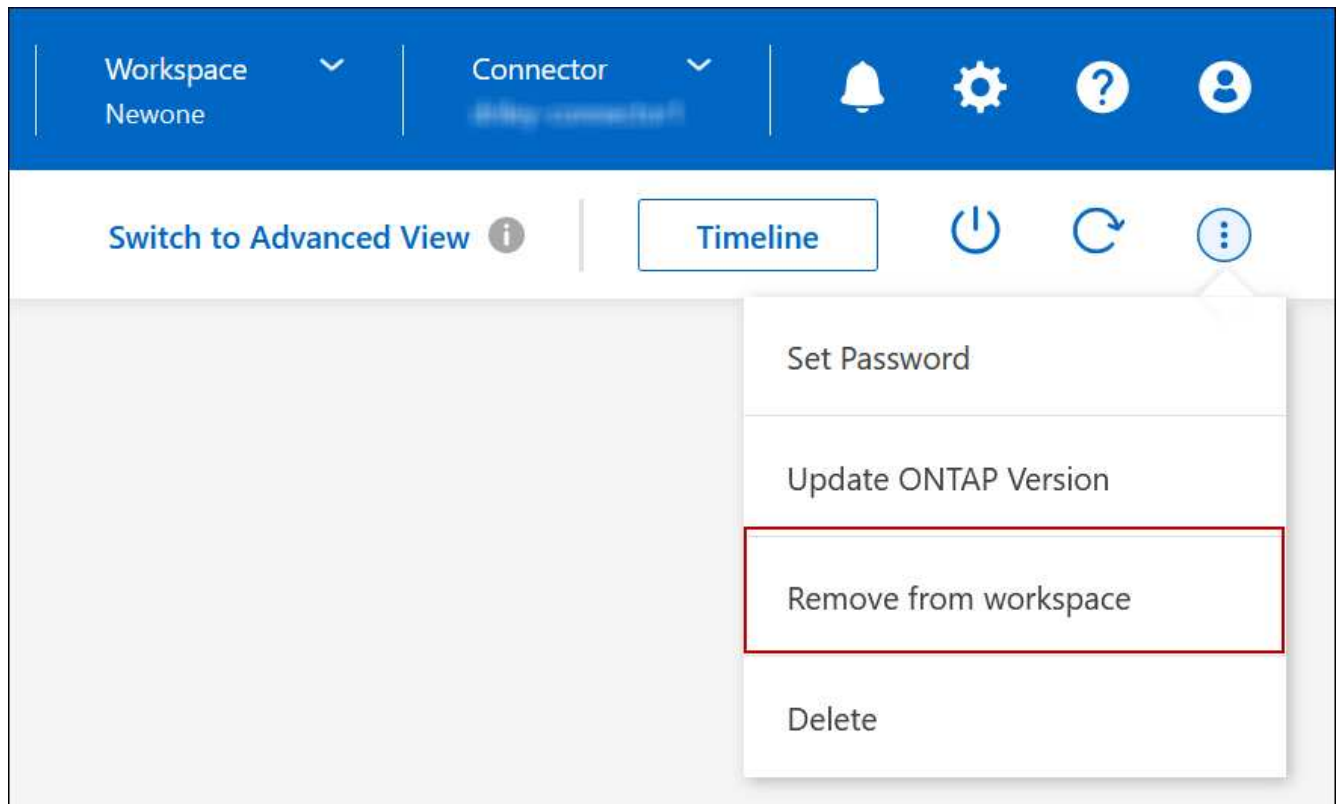 Workspace
Newone
Connector
Switch to Advanced View
Timeline
Set Password
Update ONTAP Version
Remove from workspace
Delete